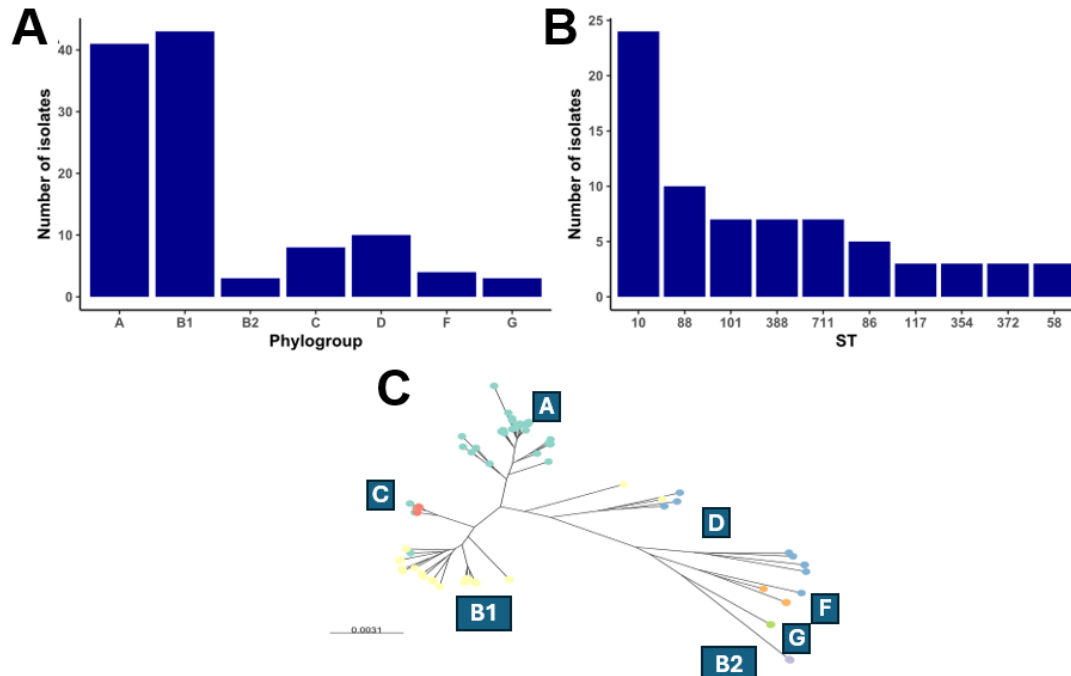 A
B
Number of isolates
40
30
20
10
0
A B1 B2 C D F G
Phylogroup
Number of isolates
25
20
15
10
5
0
10 88 101 388 711 86 117 354 372 58
ST
C
A
C
D
B1
F
G
B2
0.0031